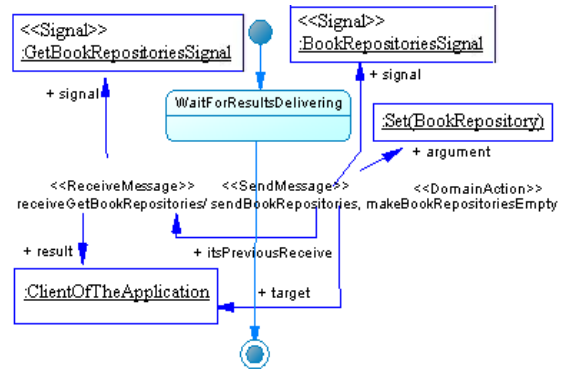 <<Signal>>
:GetBookRepositoriesSignal
<<Signal>>
:BookRepositoriesSignal
+ signal
+ signal
WaitForResultsDelivering
:Set(BookRepository)
+ argument
<<ReceiveMessage>>
<<SendMessage>>
<<DomainAction>>
receiveGetBookRepositories/ sendBookRepositories, makeBookRepositoriesEmpty
+ result
+ itsPreviousReceive
:ClientOfTheApplication
+ target